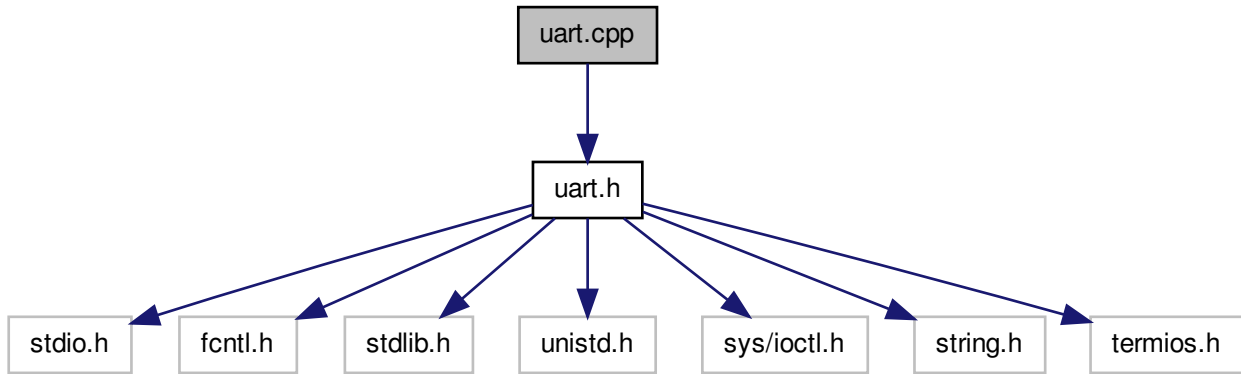 uart.cpp
uart.h
stdio.h
fcntl.h
stdlib.h
unistd.h
sys/ioctl.h
string.h
termios.h